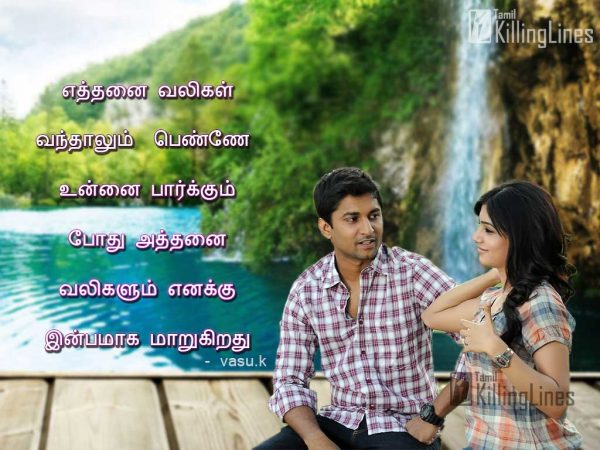 Tamil
KillingLines
எத்தனை வலிகள்
வந்தாலும் பெண்ணே
உன்னை பார்க்கும்
போது அத்தனை
வலிகளும் எனக்கு
இன்பமாக மாறுகிறது
- vasu.k
Tamil
KillingLines